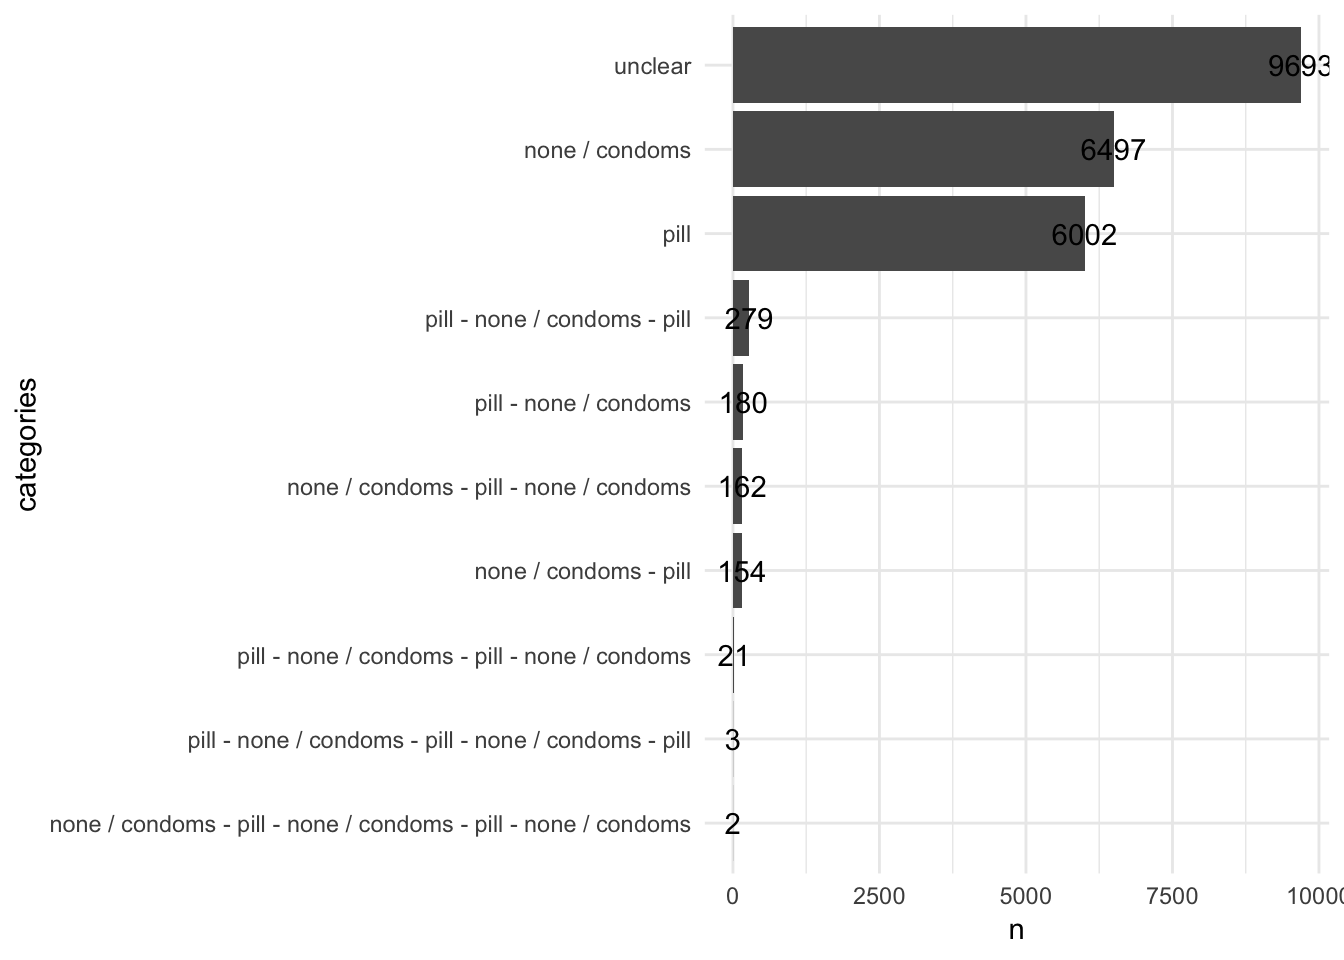 unclear 9693
none / condoms 6497
pill 6002
pill - none / condoms - pill 279
pill - none / condoms 180
none / condoms - pill - none / condoms 162
none / condoms - pill 154
pill - none / condoms - pill - none / condoms 21
pill - none / condoms - pill - none / condoms - pill 3
none / condoms - pill - none / condoms - pill - none / condoms 2
categories
0 2500 5000 7500 10000
n